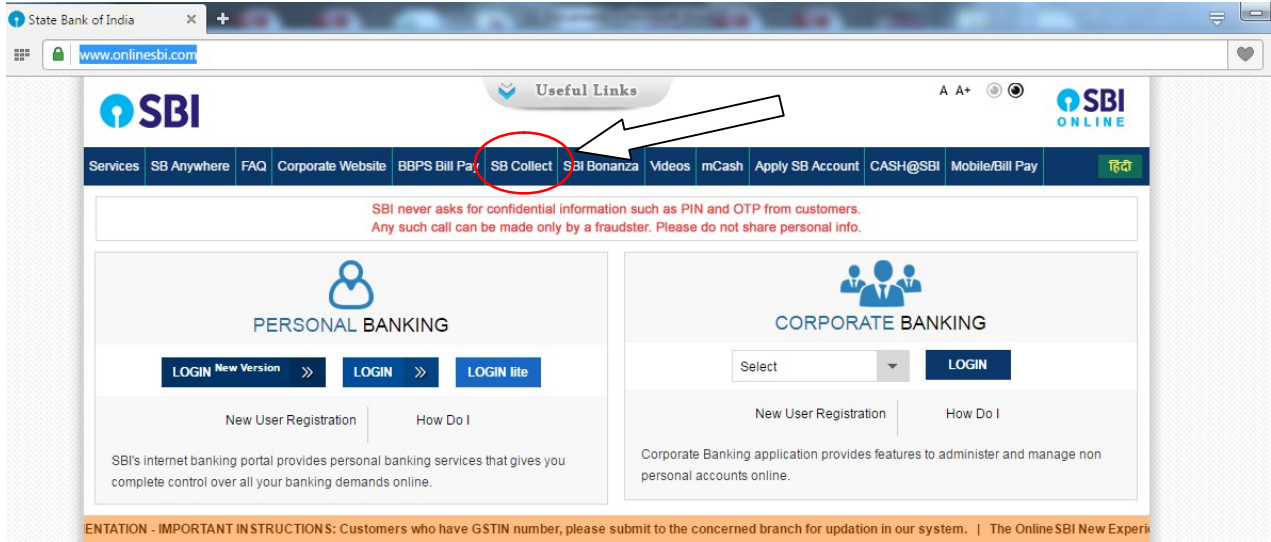 State Bank of India
www.onlinesbi.com
Useful Links
A A+
SBI
SBI
ONLINE
Services SB Anywhere FAQ Corporate Website BBPS Bill Pay SB Collect SBI Bonanza Videos mCash Apply SB Account CASH@SBI Mobile/Bill Pay हिंदी
SBI never asks for confidential information such as PIN and OTP from customers.
Any such call can be made only by a fraudster. Please do not share personal info.
PERSONAL BANKING
LOGIN New Version
LOGIN
LOGIN lite
New User Registration
How Do I
SBI's internet banking portal provides personal banking services that gives you
complete control over all your banking demands online.
CORPORATE BANKING
Select
LOGIN
New User Registration
How Do I
Corporate Banking application provides features to administer and manage non
personal accounts online.
ENTATION - IMPORTANT INSTRUCTIONS: Customers who have GSTIN number, please submit to the concerned branch for updation in our system. | The OnlineSBI New Experi